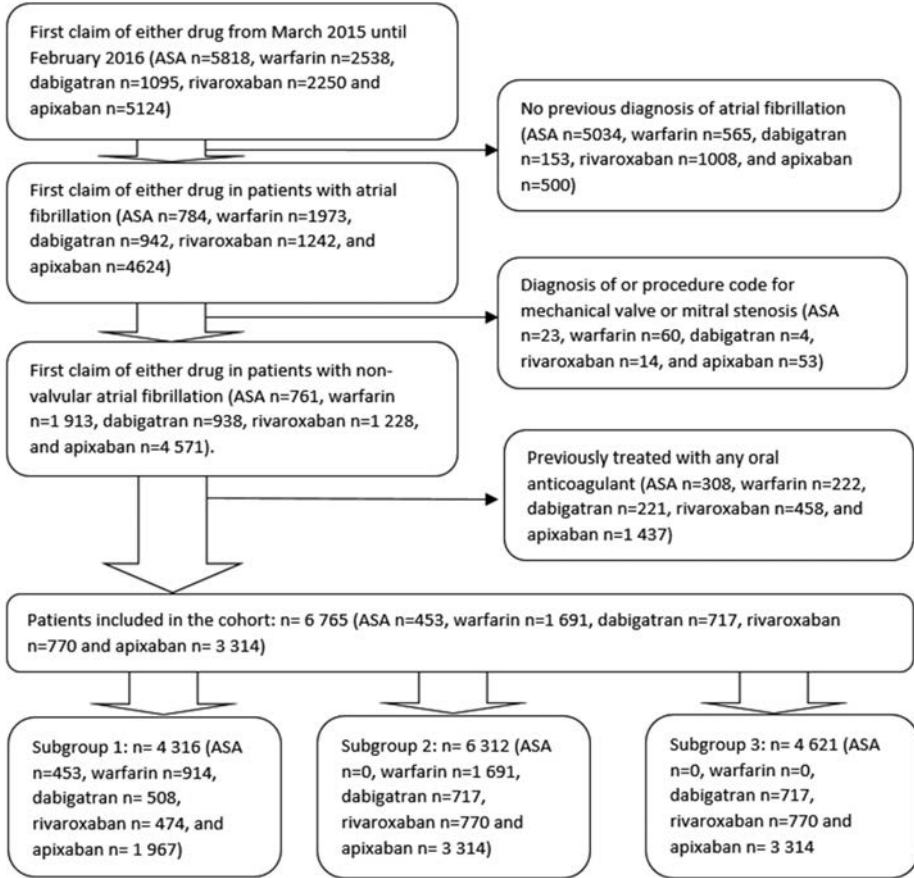 First claim of either drug from March 2015 until
February 2016 (ASA n=5818, warfarin n=2538,
dabigatran n=1095, rivaroxaban n=2250 and
apixaban n=5124)
No previous diagnosis of atrial fibrillation
(ASA n=5034, warfarin n=565, dabigatran
n=153, rivaroxaban n=1008, and apixaban
n=500)
First claim of either drug in patients with atrial
fibrillation (ASA n=784, warfarin n=1973,
dabigatran n=942, rivaroxaban n=1242, and
apixaban n=4624)
Diagnosis of or procedure code for
mechanical valve or mitral stenosis (ASA
n=23, warfarin n=60, dabigatran n=4,
rivaroxaban n=14, and apixaban n=53)
First claim of either drug in patients with non-
valvular atrial fibrillation (ASA n=761, warfarin
n=1 913, dabigatran n=938, rivaroxaban n=1 228,
and apixaban n=4 571).
Previously treated with any oral
anticoagulant (ASA n=308, warfarin n=222,
dabigatran n=221, rivaroxaban n=458, and
apixaban n=1 437)
Patients included in the cohort: n= 6 765 (ASA n=453, warfarin n=1 691, dabigatran n=717, rivaroxaban
n=770 and apixaban n= 3 314)
Subgroup 1: n= 4 316 (ASA
n=453, warfarin n=914,
dabigatran n= 508,
rivaroxaban n= 474, and
apixaban n= 1 967)
Subgroup 2: n= 6 312 (ASA
n=0, warfarin n=1 691,
dabigatran n=717,
rivaroxaban n=770 and
apixaban n= 3 314)
Subgroup 3: n= 4 621 (ASA
n=0, warfarin n=0,
dabigatran n=717,
rivaroxaban n=770 and
apixaban n= 3 314